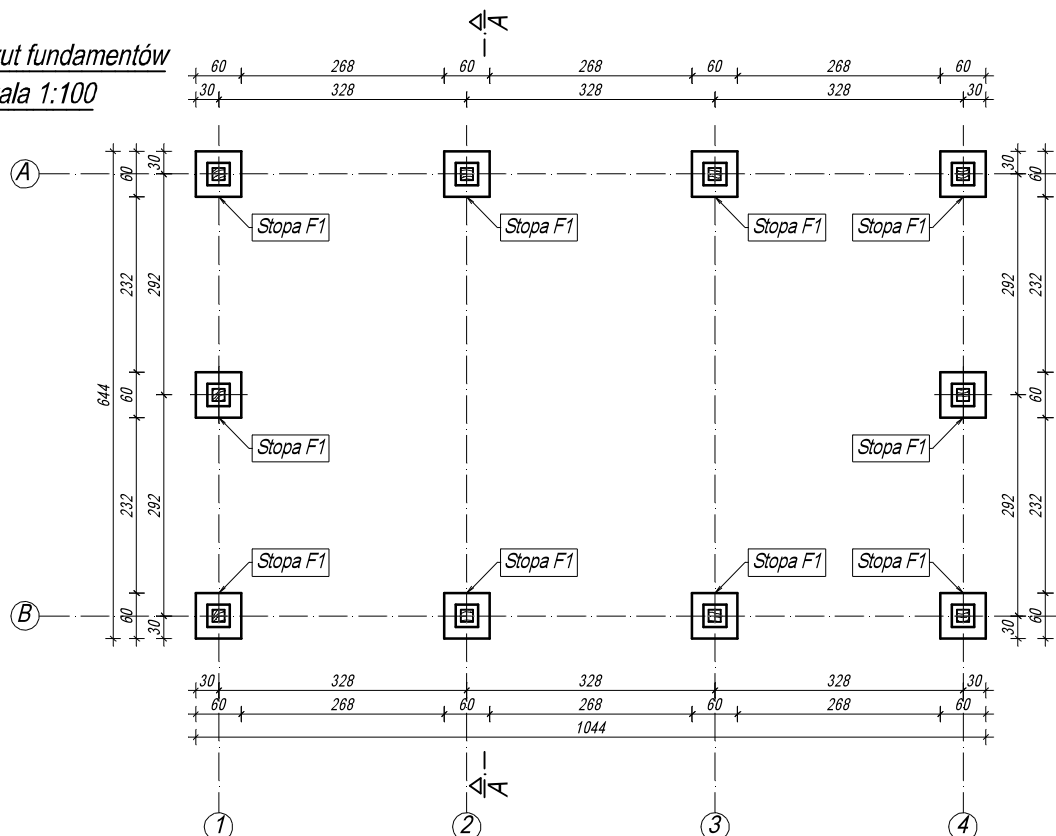 ut fundamentów
ala 1:100
A
60 268 60 268 60 268 60
30 328 328 328 30
A
30 60
Stopa F1 Stopa F1 Stopa F1 Stopa F1
30 60
232 292
292 232
644 60
60
Stopa F1 Stopa F1
232 292
292 232
Stopa F1 Stopa F1 Stopa F1 Stopa F1
B
60 30
30 60
30 328 328 328 30
60 268 60 268 60 268 60
1044
A
1 2 3 4